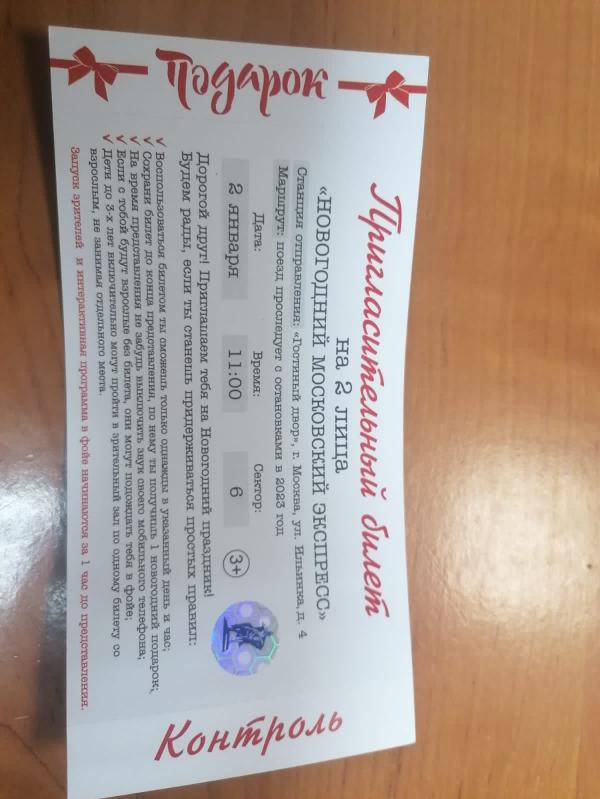 Подарок
Пригласительный билет
на 2 лица
«НОВОГОДНИЙ МОСКОВСКИЙ ЭКСПРЕСС»
Станция отправления: «Гостиный двор», г. Москва, ул. Ильинка, д. 4
Маршрут: поезд проследует с остановками в 2023 год
Дата: Время: Сектор:
2 января 11:00 6 3+
Дорогой друг! Приглашаем тебя на Новогодний праздник!
Будем рады, если ты станешь придерживаться простых правил:
✓ Воспользоваться билетом ты сможешь только однажды в указанный день и час;
✓ Сохрани билет до конца представления, по нему ты получишь 1 новогодний подарок;
✓ На время представления не забудь выключить звук своего мобильного телефона;
✓ Если с тобой будут взрослые без билета, они могут подождать тебя в фойе;
✓ Дети до 3-х лет включительно могут пройти в зрительный зал по одному билету со
взрослым, не занимая отдельного места.
Запуск зрителей и интерактивная программа в фойе начинаются за 1 час до представления.
Контроль